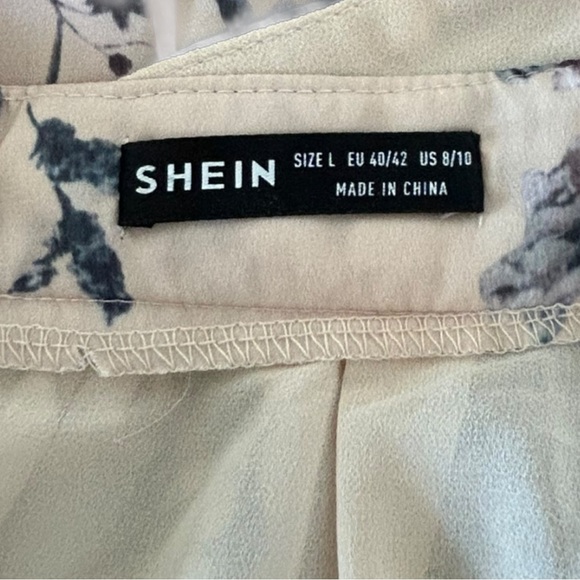 SHEIN
SIZE L EU 40/42 US 8/10
MADE IN CHINA